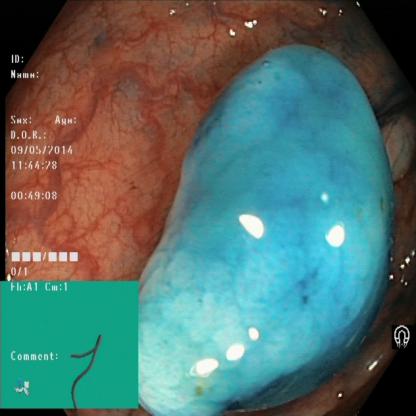 ID:
Name:
Sex: Age:
D.O.B.:
09/05/2014
11:44:28
00:49:08
0/1
Eh:A1 Cm:1
Comment: